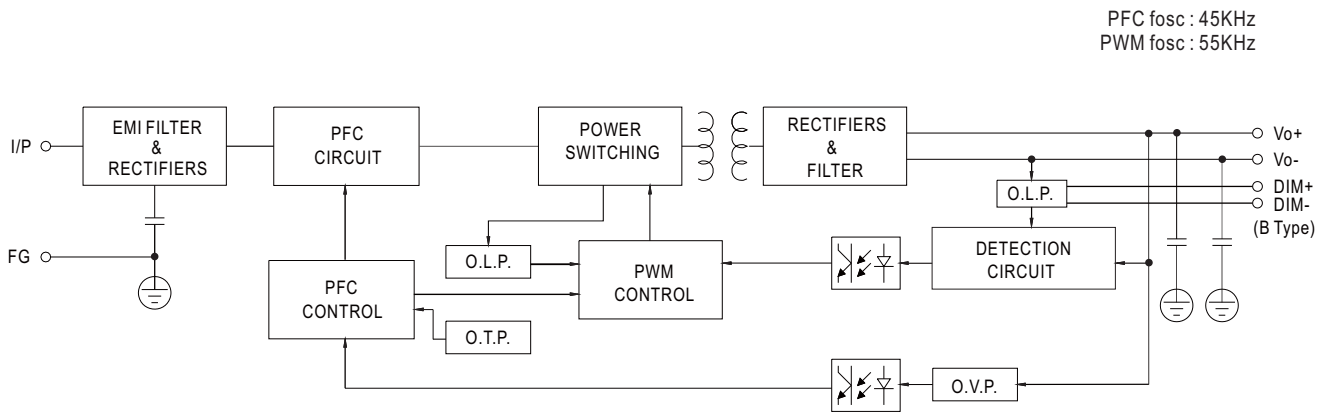 PFC fosc : 45KHz
PWM fosc : 55KHz
I/P
EMI FILTER
&
RECTIFIERS
PFC
CIRCUIT
POWER
SWITCHING
RECTIFIERS
&
FILTER
Vo+
Vo-
DIM+
DIM-
(B Type)
O.L.P.
FG
O.L.P.
PFC
CONTROL
PWM
CONTROL
DETECTION
CIRCUIT
O.T.P.
O.V.P.